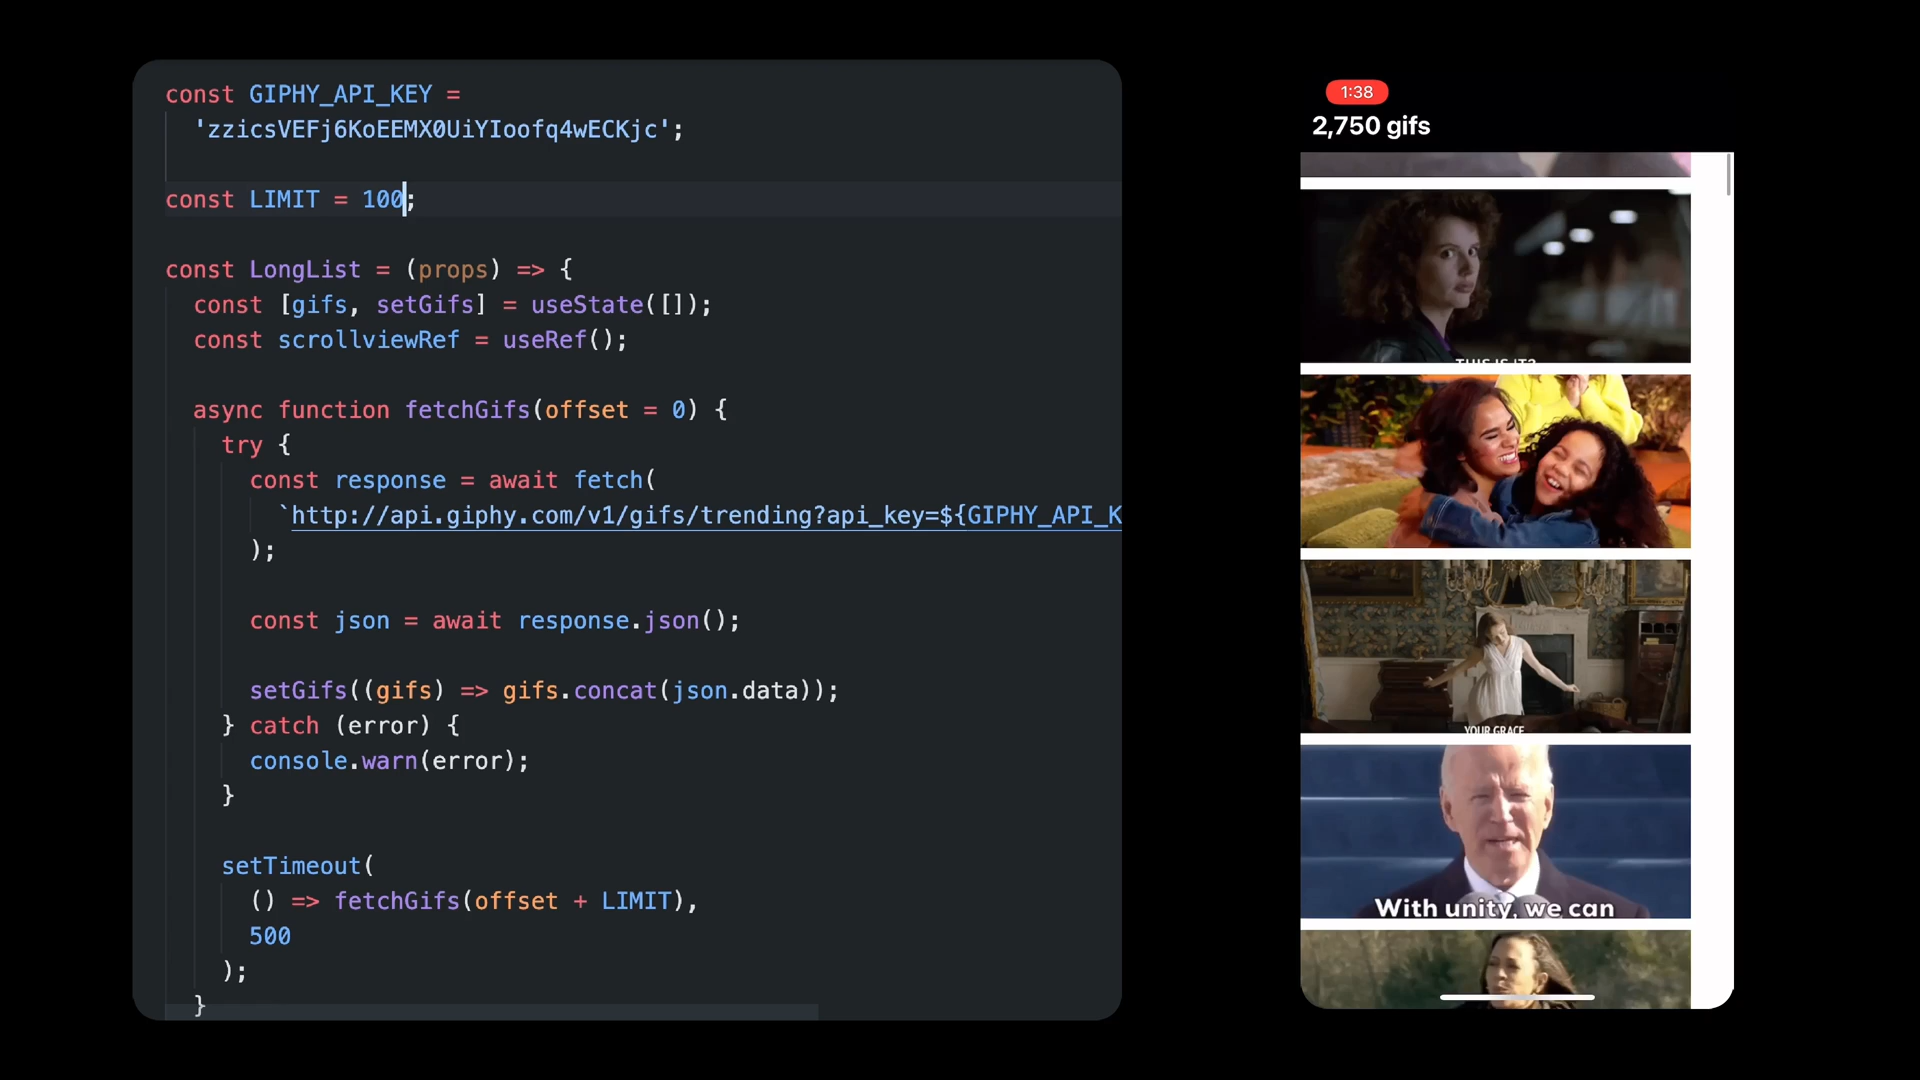 const GIPHY_API_KEY =
'zzicsVEFj6KoEEMX0UiYIoofq4wECKjc';
const LIMIT = 100;
const LongList = (props) => {
const [gifs, setGifs] = useState([]);
const scrollviewRef = useRef();
async function fetchGifs(offset = 0) {
try {
const response = await fetch(
`http://api.giphy.com/v1/gifs/trending?api_key=${GIPHY_API_K
);
const json = await response.json();
setGifs((gifs) => gifs.concat(json.data));
} catch (error) {
console.warn(error);
}
setTimeout(
() => fetchGifs(offset + LIMIT),
500
);
}
1:38
2,750 gifs
THIS IS IT?
YOUR GRACE
With unity, we can